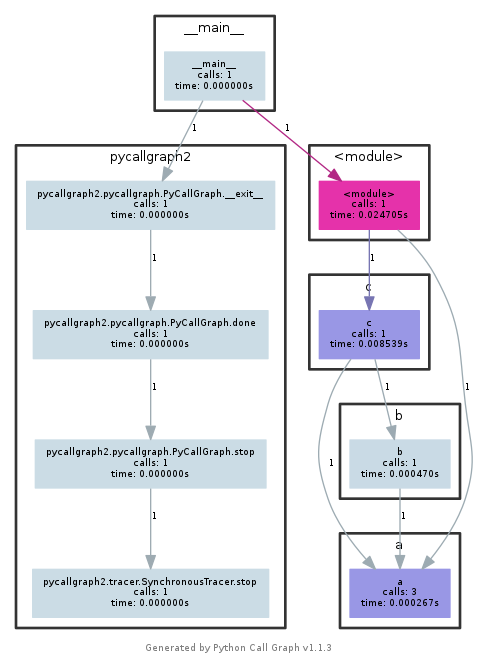 __main__
__main__
calls: 1
time: 0.000000s
1
1
pycallgraph2
<module>
pycallgraph2.pycallgraph.PyCallGraph.__exit__
calls: 1
time: 0.000000s
<module>
calls: 1
time: 0.024705s
1
1
c
pycallgraph2.pycallgraph.PyCallGraph.done
calls: 1
time: 0.000000s
c
calls: 1
time: 0.008539s
1
1
1
b
pycallgraph2.pycallgraph.PyCallGraph.stop
calls: 1
time: 0.000000s
b
calls: 1
time: 0.000470s
1
1
1
a
pycallgraph2.tracer.SynchronousTracer.stop
calls: 1
time: 0.000000s
a
calls: 3
time: 0.000267s
Generated by Python Call Graph v1.1.3